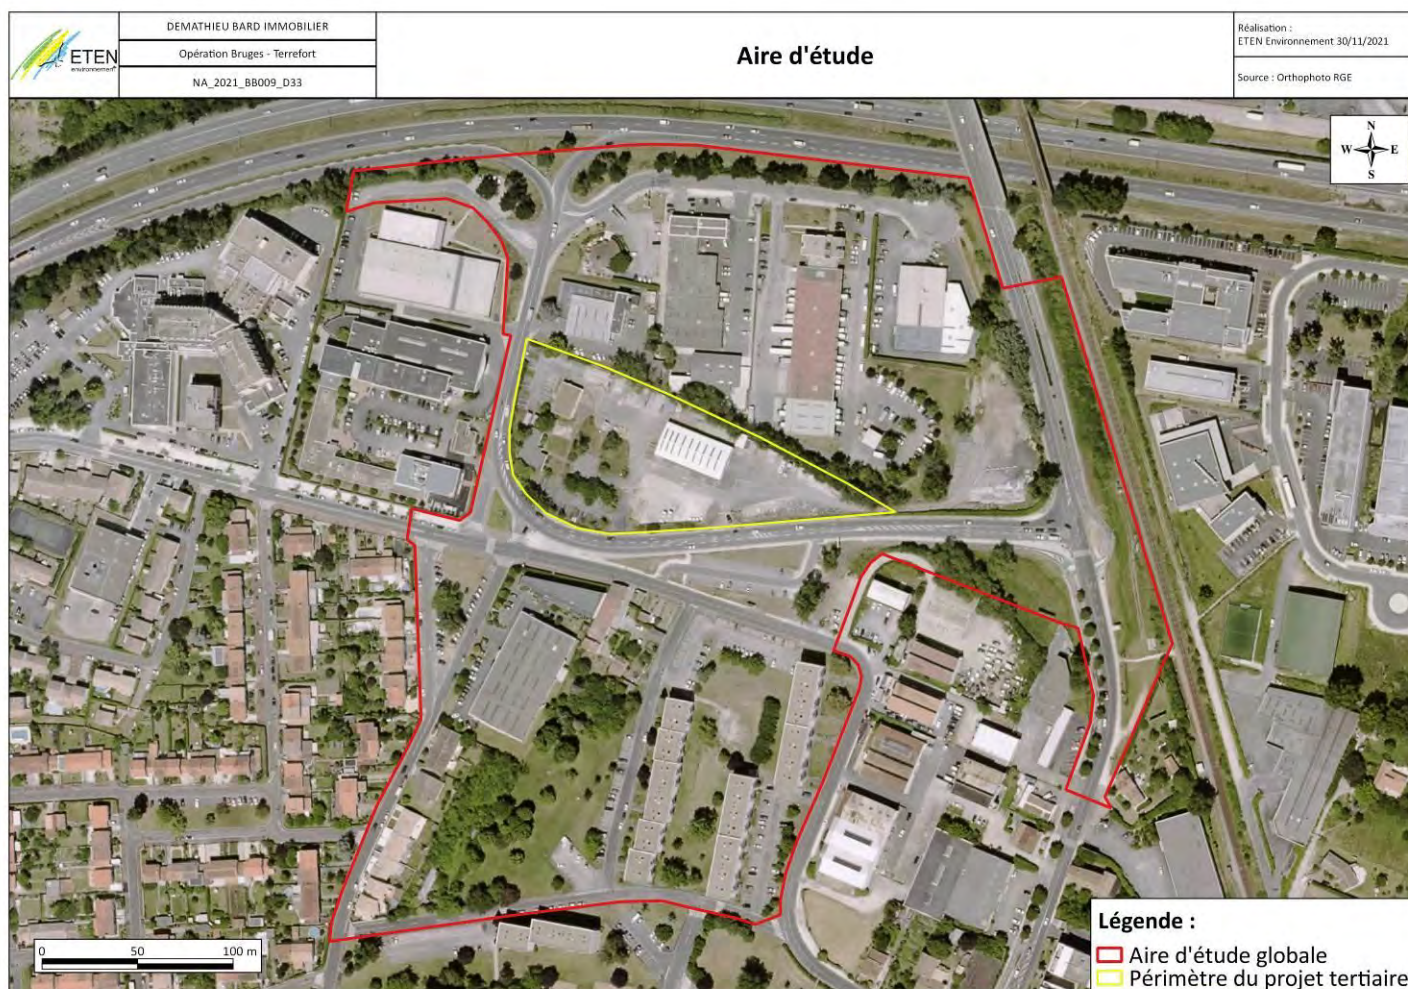 ETEN
environnement
DEMATHIEU BARD IMMOBILIER
Opération Bruges - Terrefort
NA_2021_BB009_D33
Aire d'étude
Réalisation :
ETEN Environnement 30/11/2021
Source : Orthophoto RGE
N
W E
S
0 50 100 m
Légende :
Aire d'étude globale
Périmètre du projet tertiaire